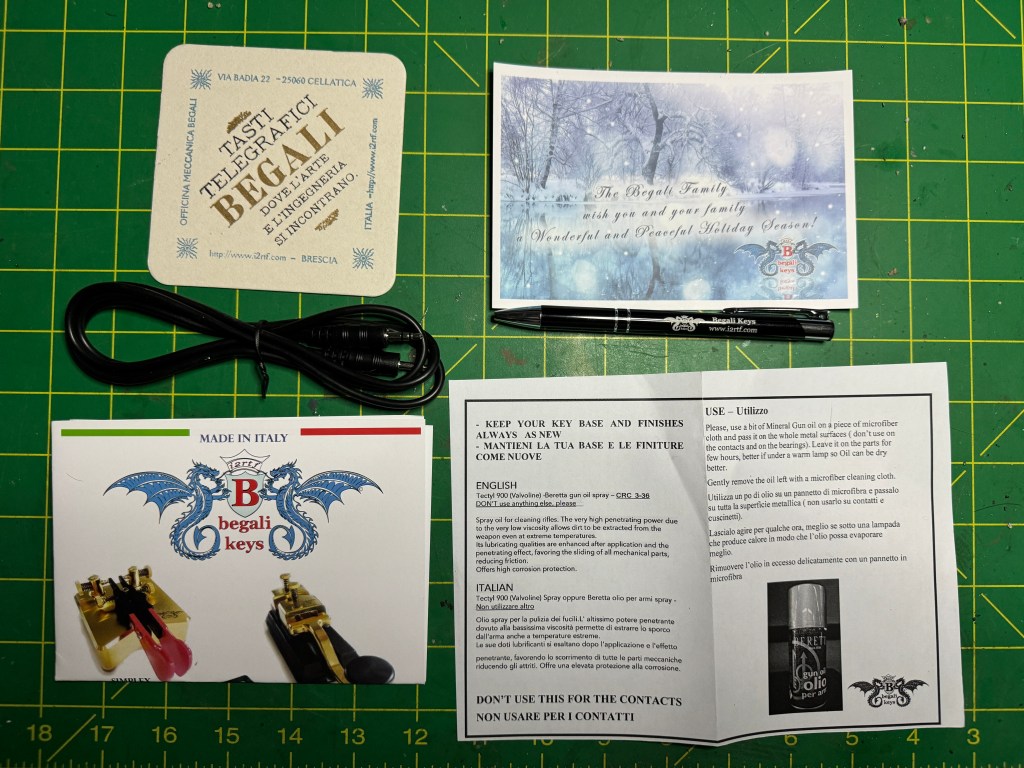 VIA BADIA 22 - 25060 CELLATICA
OFFICINA MECCANICA BEGALI
TASTI
TELEGRAFICI
BEGALI
DOVE L'ARTE
E L'INGEGNERIA
SI INCONTRANO.
ITALIA - http://www.i2rtf.com
http://www.i2rtf.com - BRESCIA
The Begali Family
wish you and your family
a Wonderful and Peaceful Holiday Season!
B
begali
keys
Begali Keys
www.i2rtf.com
MADE IN ITALY
i2rtf
B
begali
keys
SIMPLEX
- KEEP YOUR KEY BASE AND FINISHES
ALWAYS AS NEW
- MANTIENI LA TUA BASE E LE FINITURE
COME NUOVE
ENGLISH
Tectyl 900 (Valvoline) -Beretta gun oil spray – CRC 3-36
DON'T use anything else, please
Spray oil for cleaning rifles. The very high penetrating power due
to the very low viscosity allows dirt to be extracted from the
weapon even at extreme temperatures.
Its lubricating qualities are enhanced after application and the
penetrating effect, favoring the sliding of all mechanical parts,
reducing friction.
Offers high corrosion protection.
ITALIAN
Tectyl 900 (Valvoline) Spray oppure Beretta olio per armi spray -
Non utilizzare altro
Olio spray per la pulizia dei fucili.L' altissimo potere penetrante
dovuto alla bassissima viscosità permette di estrarre lo sporco
dall'arma anche a temperature estreme.
Le sue doti lubrificanti si esaltano dopo l'applicazione e l'effetto
penetrante, favorendo lo scorrimento di tutte le parti meccaniche
riducendo gli attriti. Offre una elevata protezione alla corrosione.
DON'T USE THIS FOR THE CONTACTS
NON USARE PER I CONTATTI
USE – Utilizzo
Please, use a bit of Mineral Gun oil on a piece of microfiber
cloth and pass it on the whole metal surfaces ( don't use on
the contacts and on the bearings). Leave it on the parts for
few hours, better if under a warm lamp so Oil can be dry
better.
Gently remove the oil left with a microfiber cleaning cloth.
Utilizza un po di olio su un pannetto di microfibra e passalo
su tutta la superficie metallica ( non usarlo su contatti e
cuscinetti).
Lascialo agire per qualche ora, meglio se sotto una lampada
che produce calore in modo che l'olio possa evaporare
meglio.
Rimuovere l'olio in eccesso delicatamente con un pannetto in
microfibra
BERET
gun oil
olio
per arm
B
begali
keys
18 17 16 15 14 13 12 6 5 4 3